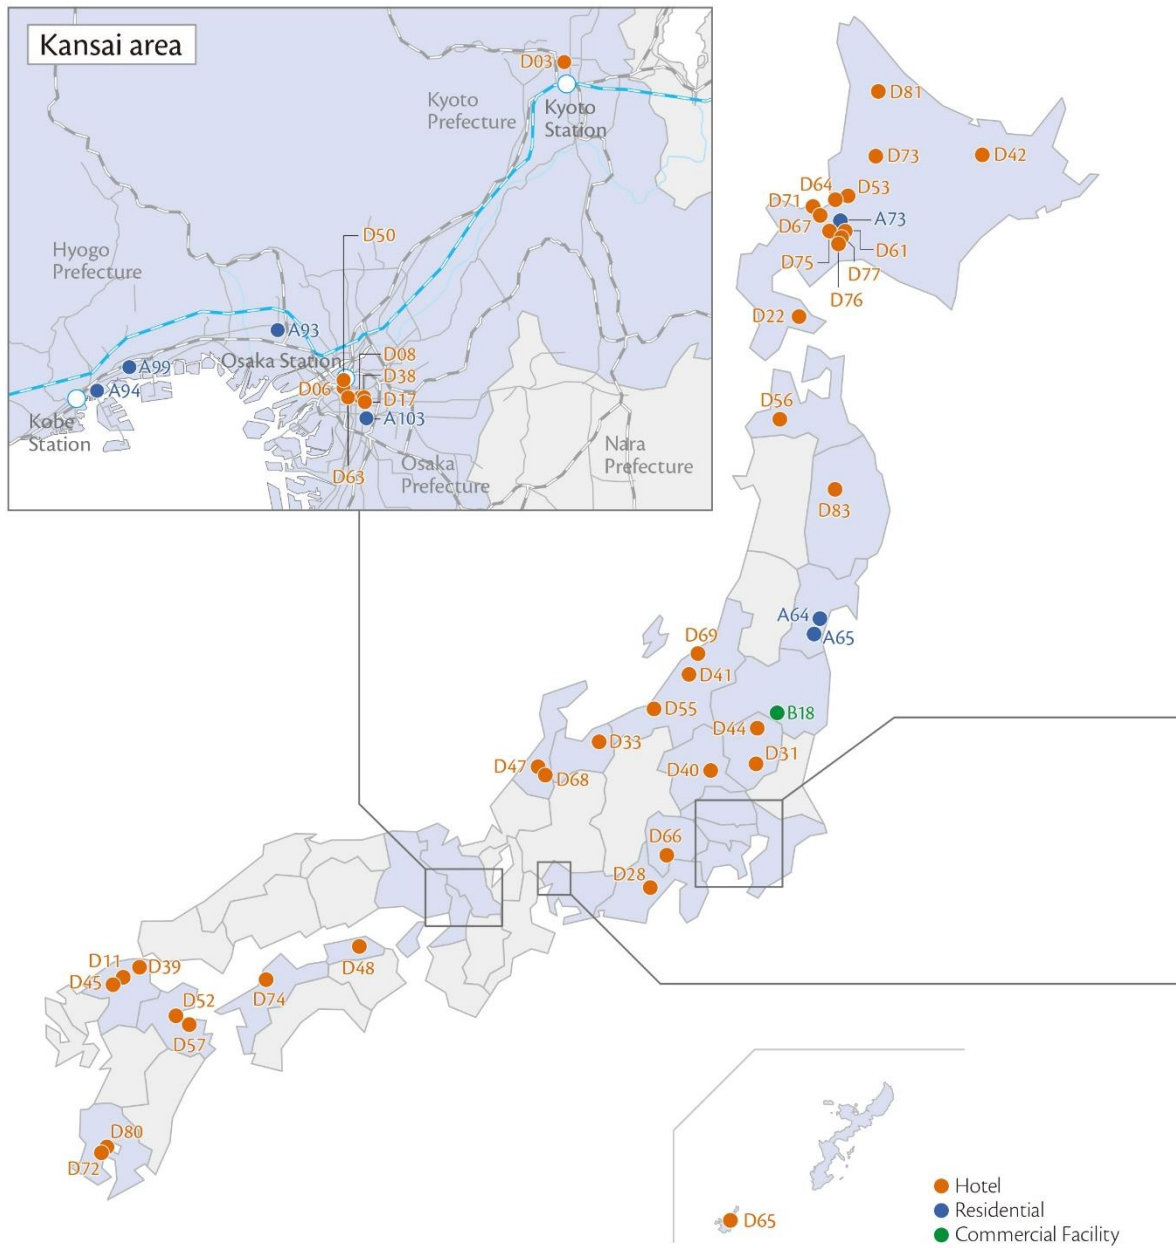 Kansai area
D03
Kyoto
Prefecture
Kyoto
Station
D50
Hyogo
Prefecture
A93
Osaka Station
D08
A99
D38
D06
A94
D17
A103
Kobe
Station
D63
Osaka
Prefecture
Nara
Prefecture
D81
D73
D42
D64
D53
D71
A73
D67
D61
D75
D77
D76
D22
D56
D83
A64
A65
D69
D41
D55
B18
D44
D33
D31
D47
D40
D68
D66
D28
D48
D11
D39
D45
D74
D52
D57
D80
D72
D65
Hotel
Residential
Commercial Facility